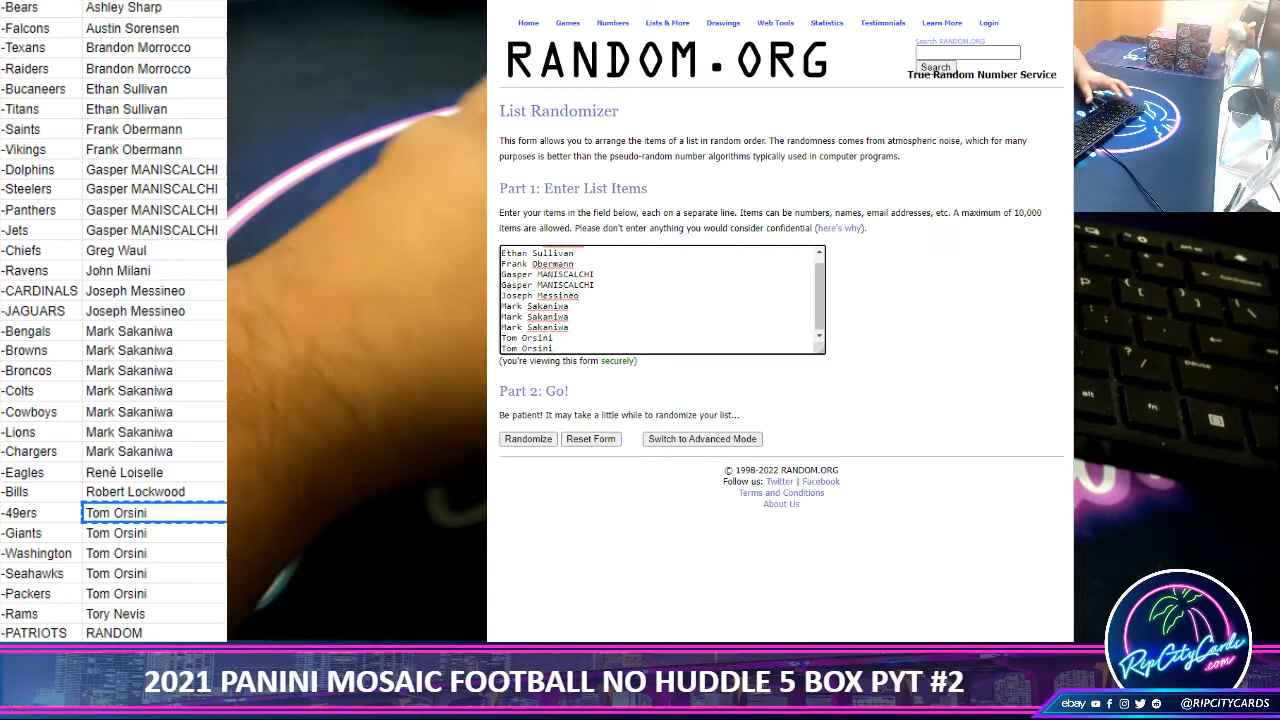 -Bears Ashley Sharp
-Falcons Austin Sorensen
-Texans Brandon Morrocco
-Raiders Brandon Morrocco
-Bucaneers Ethan Sullivan
-Titans Ethan Sullivan
-Saints Frank Obermann
-Vikings Frank Obermann
-Dolphins Gasper MANISCALCHI
-Steelers Gasper MANISCALCHI
-Panthers Gasper MANISCALCHI
-Jets Gasper MANISCALCHI
-Chiefs Greg Waul
-Ravens John Milani
-CARDINALS Joseph Messineo
-JAGUARS Joseph Messineo
-Bengals Mark Sakaniwa
-Browns Mark Sakaniwa
-Broncos Mark Sakaniwa
-Colts Mark Sakaniwa
-Cowboys Mark Sakaniwa
-Lions Mark Sakaniwa
-Chargers Mark Sakaniwa
-Eagles René Loiselle
-Bills Robert Lockwood
-49ers Tom Orsini
-Giants Tom Orsini
-Washington Tom Orsini
-Seahawks Tom Orsini
-Packers Tom Orsini
-Rams Tory Nevis
-PATRIOTS RANDOM
Home Games Numbers Lists & More Drawings Web Tools Statistics Testimonials Learn More Login
RANDOM.ORG
Search RANDOM.ORG
Search
True Random Number Service
List Randomizer
This form allows you to arrange the items of a list in random order. The randomness comes from atmospheric noise, which for many
purposes is better than the pseudo-random number algorithms typically used in computer programs.
Part 1: Enter List Items
Enter your items in the field below, each on a separate line. Items can be numbers, names, email addresses, etc. A maximum of 10,000
items are allowed. Please don't enter anything you would consider confidential (here's why).
Ethan Sullivan
Frank Obermann
Gasper MANISCALCHI
Gasper MANISCALCHI
Joseph Messineo
Mark Sakaniwa
Mark Sakaniwa
Mark Sakaniwa
Tom Orsini
Tom Orsini
(you're viewing this form securely)
Part 2: Go!
Be patient! It may take a little while to randomize your list...
Randomize Reset Form Switch to Advanced Mode
© 1998-2022 RANDOM.ORG
Follow us: Twitter | Facebook
Terms and Conditions
About Us
alt
fn
ctrl
2021 PANINI MOSAIC FOOTBALL NO HUDDLE 5 BOX PYT #2
RipCityCards
.com
ebay @RIPCITYCARDS